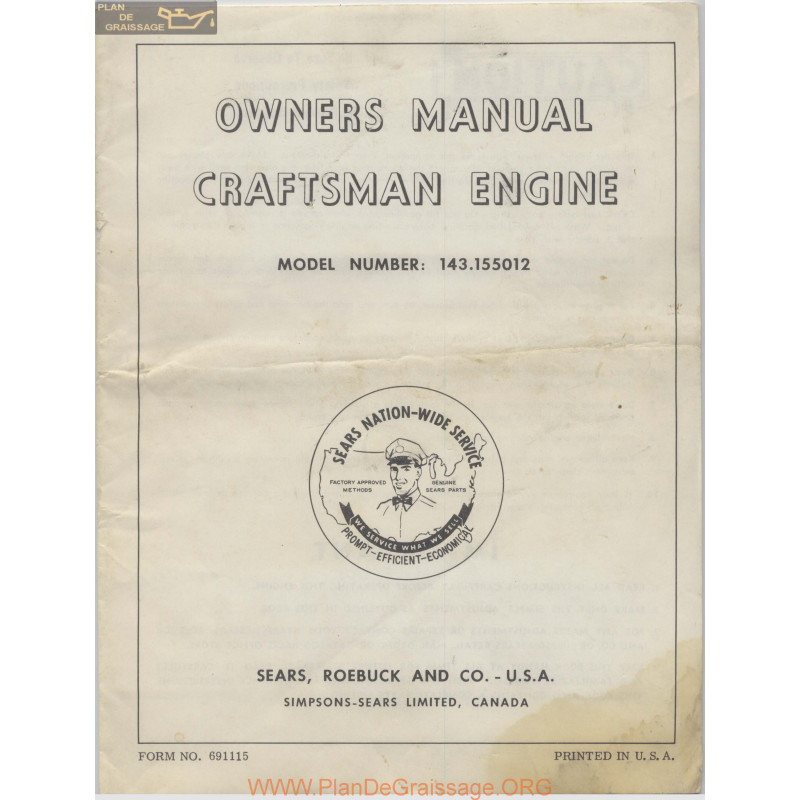 PLAN
DE
GRAISSAGE
OWNERS MANUAL
CRAFTSMAN ENGINE
MODEL NUMBER: 143.155012
SEARS NATION-WIDE SERVICE
FACTORY APPROVED
METHODS
GENUINE
SEARS PARTS
WE SERVICE WHAT WE SELL
PROMPT-EFFICIENT-ECONOMICAL
SEARS, ROEBUCK AND CO. - U.S.A.
SIMPSONS-SEARS LIMITED, CANADA
FORM NO. 691115
PRINTED IN U. S. A.
www.PlanDeGraissage.ORG